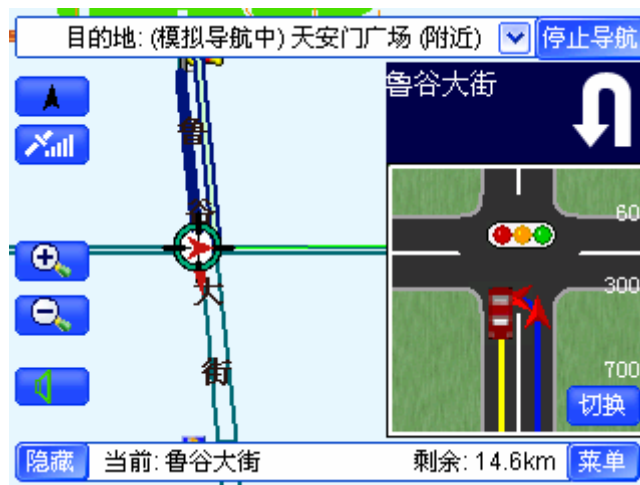 目的地: (模拟导航中) 天安门广场 (附近)
停止导航
鲁谷大街
鲁
谷
大
街
60
300
700
切换
隐藏
当前: 鲁谷大街
剩余: 14.6km
菜单